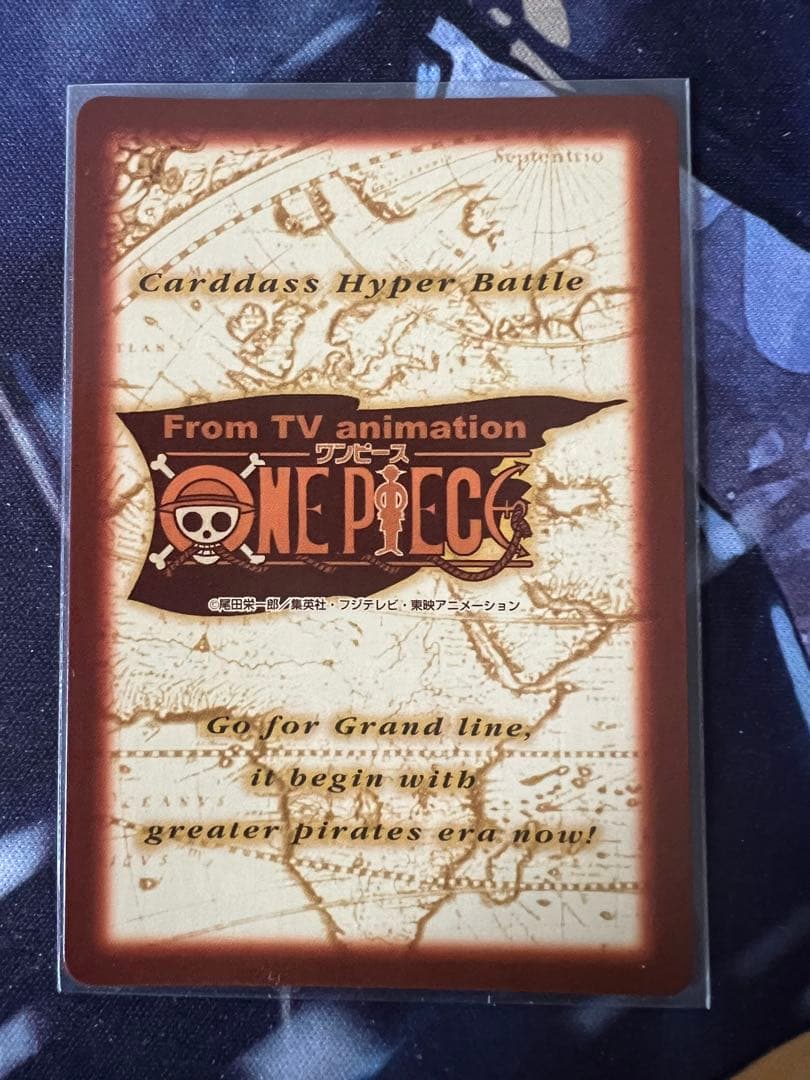 Septentrio
Carddass Hyper Battle
From TV animation
ワンピース
ONE PIECE
©尾田栄一郎/集英社・フジテレビ・東映アニメーション
Go for Grand line,
it begin with
greater pirates era now!